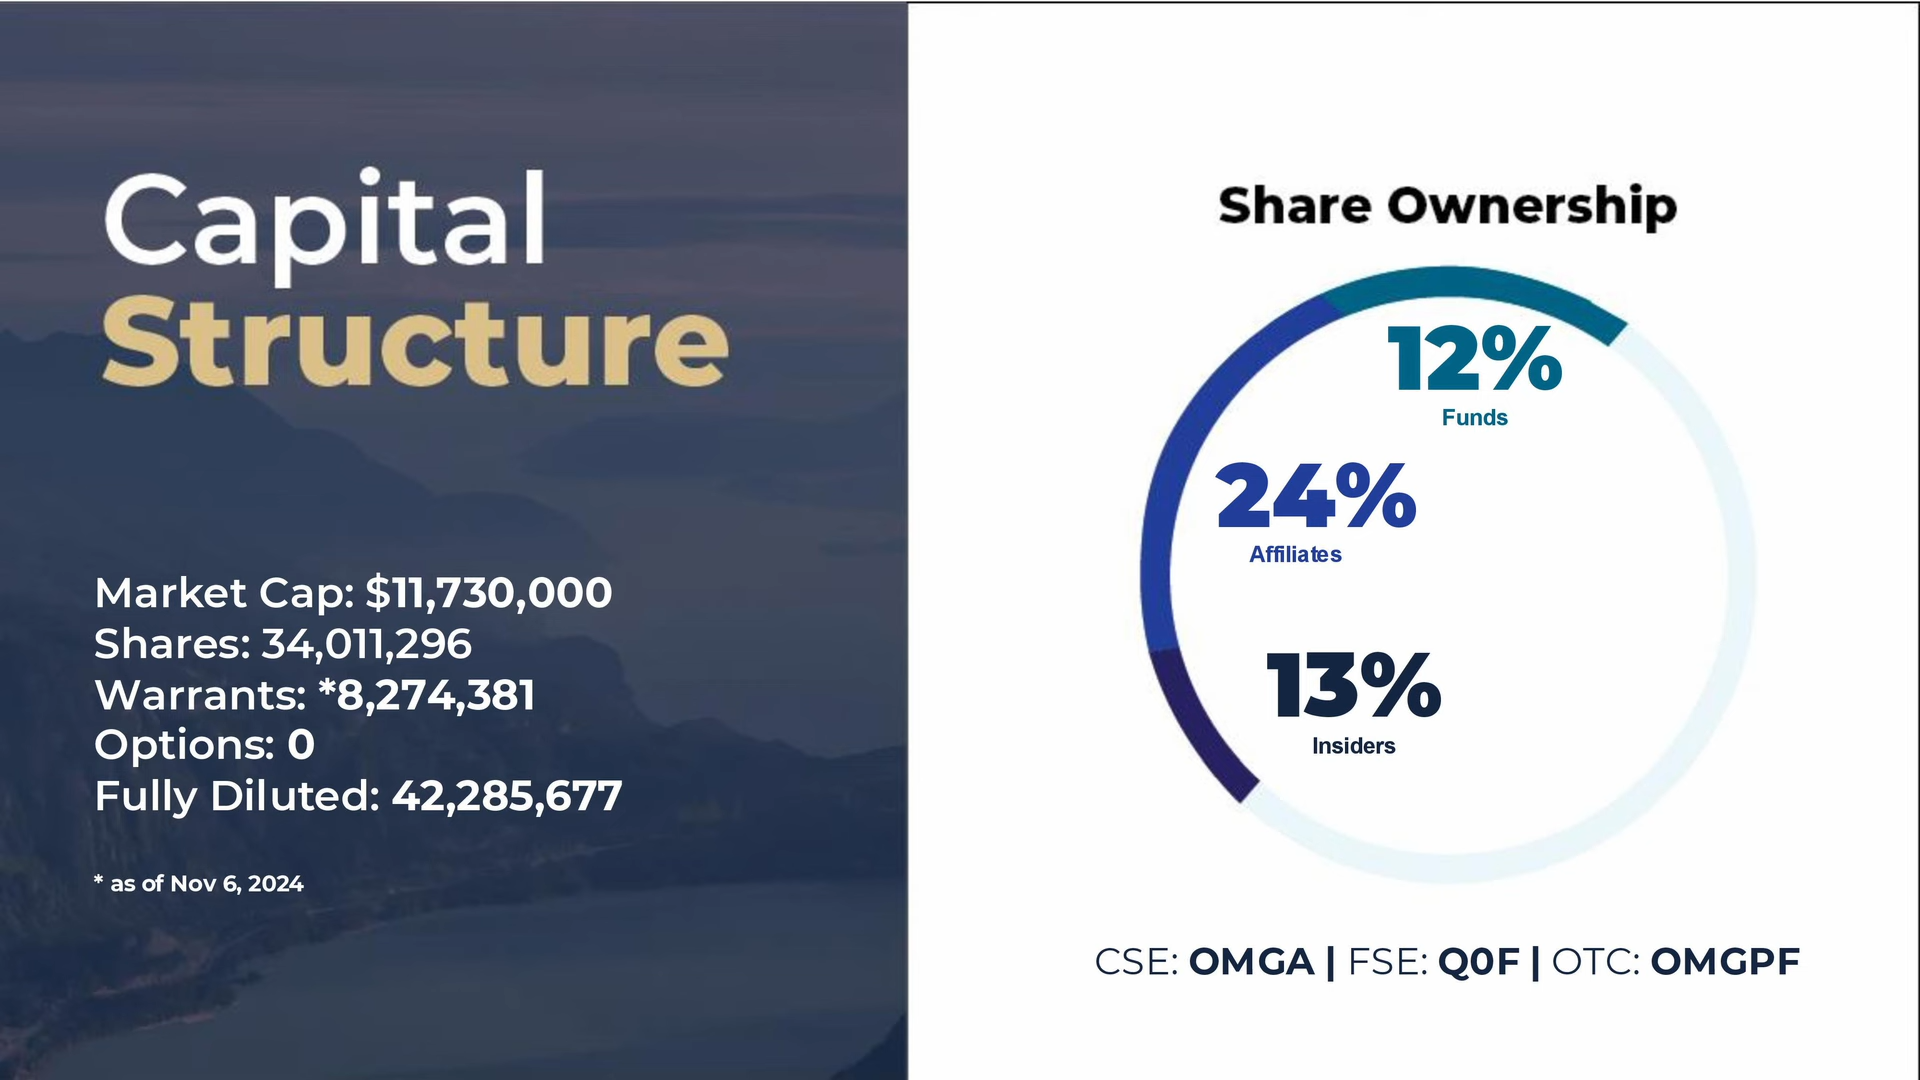 Capital
Structure
Market Cap: $11,730,000
Shares: 34,011,296
Warrants: *8,274,381
Options: 0
Fully Diluted: 42,285,677
* as of Nov 6, 2024
Share Ownership
12%
Funds
24%
Affiliates
13%
Insiders
CSE: OMGA | FSE: Q0F | OTC: OMGPF